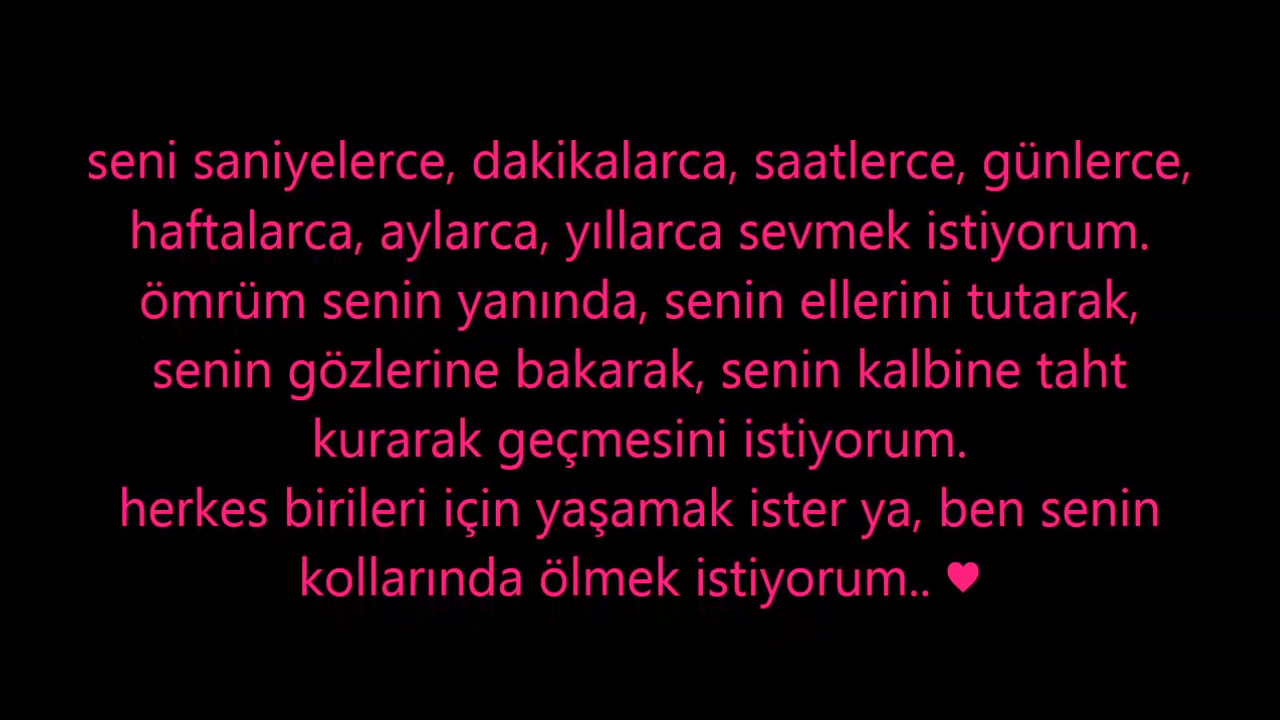 seni saniyelerce, dakikalarca, saatlerce, günlerce,
haftalarca, aylarca, yıllarca sevmek istiyorum.
ömrüm senin yanında, senin ellerini tutarak,
senin gözlerine bakarak, senin kalbine taht
kurarak geçmesini istiyorum.
herkes birileri için yaşamak ister ya, ben senin
kollarında ölmek istiyorum.. ♥